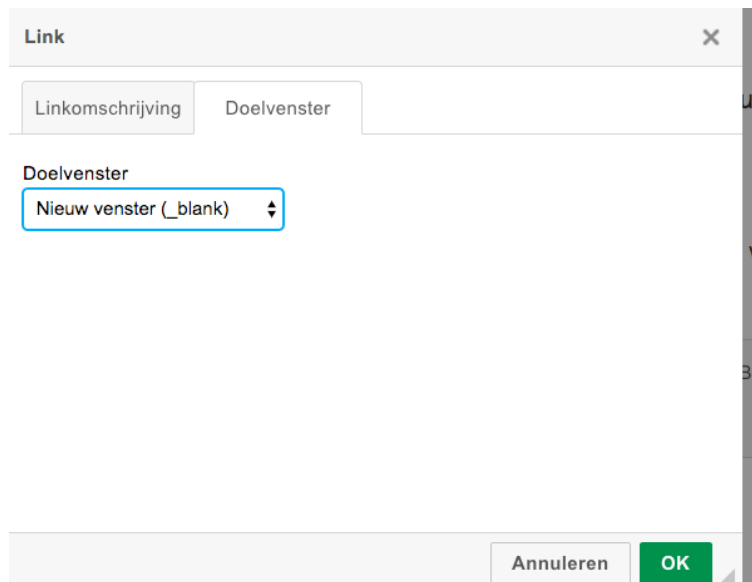 Link
Linkomschrijving Doelvenster
Doelvenster
Nieuw venster (_blank)
Annuleren OK